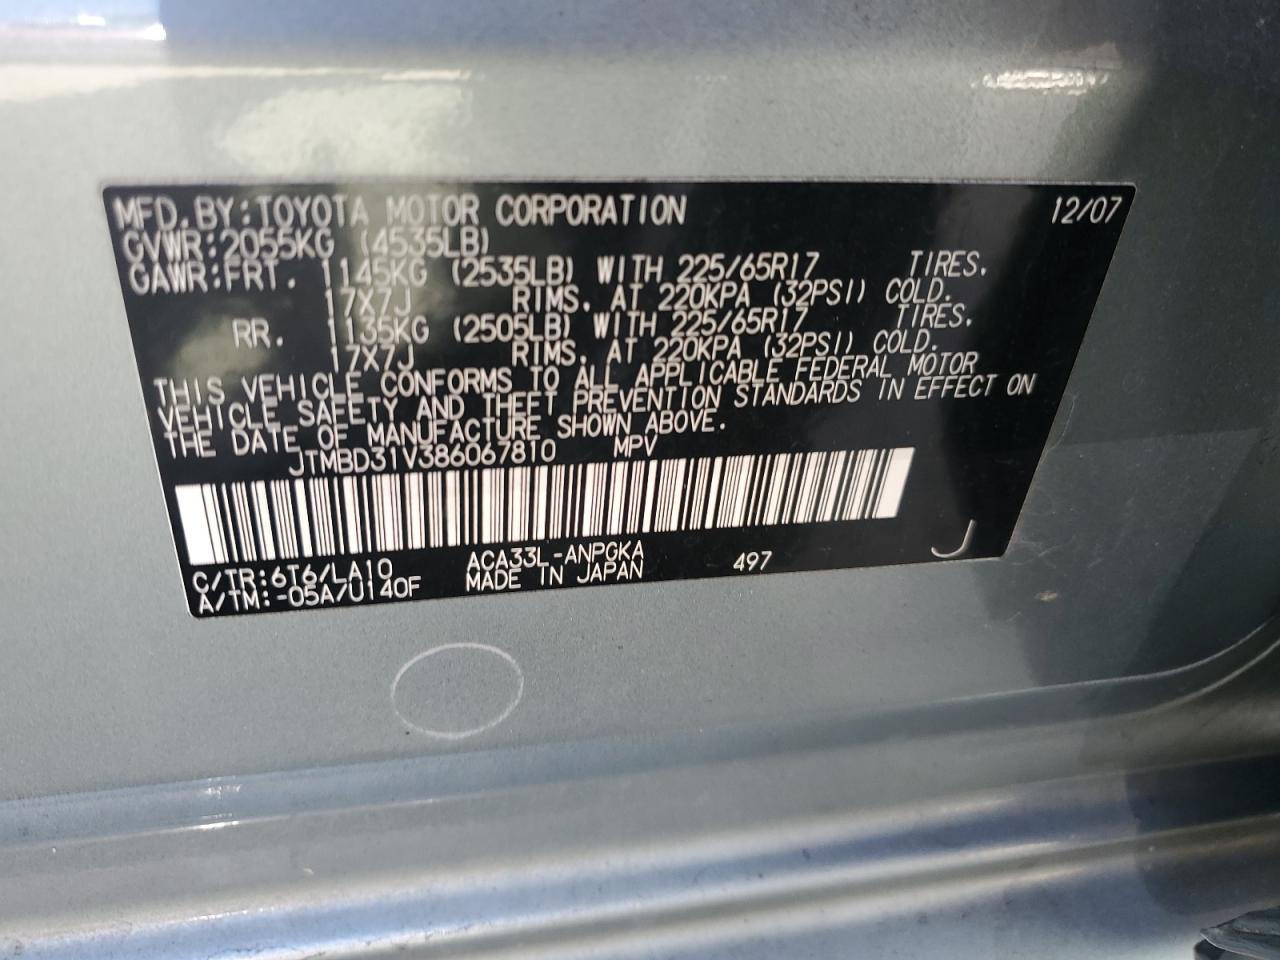 MFD.BY:TOYOTA MOTOR CORPORATION 12/07
GVWR:2055KG (4535LB)
GAWR:FRT. 1145KG (2535LB) WITH 225/65R17 TIRES.
17X7J RIMS. AT 220KPA (32PSI) COLD.
RR. 1135KG (2505LB) WITH 225/65R17 TIRES.
17X7J RIMS. AT 220KPA (32PSI) COLD.
THIS VEHICLE CONFORMS TO ALL APPLICABLE FEDERAL MOTOR
VEHICLE SAFETY AND THEFT PREVENTION STANDARDS IN EFFECT ON
THE DATE OF MANUFACTURE SHOWN ABOVE.
JTMBD31V386067810 MPV
C/TR:6T6/LA10 ACA33L-ANPGKA 497 J
A/TM:-05A/U140F MADE IN JAPAN